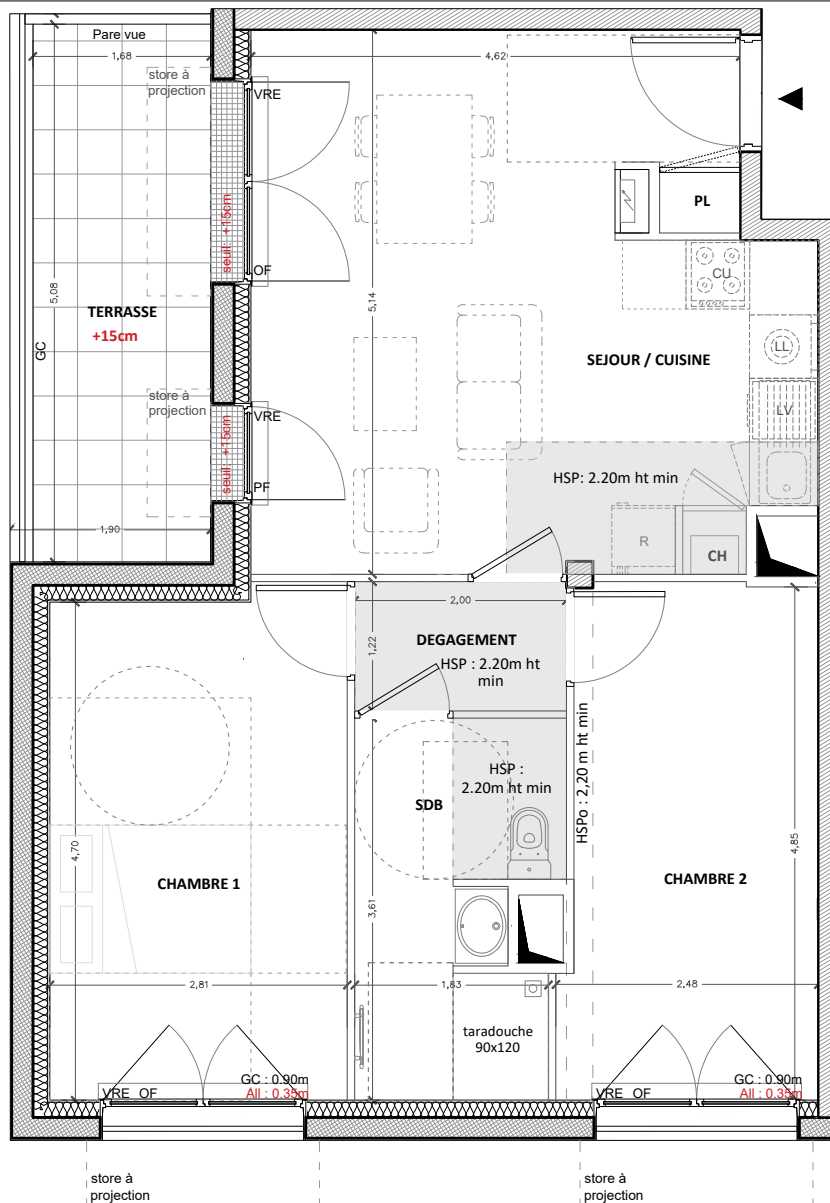 Pare vue
1,68
4,62
store à
projection
VRE
PL
seuil: +15cm
OF
CU
5,08
GC
TERRASSE
+15cm
5,14
LL
SEJOUR / CUISINE
store à
projection
VRE
LV
seuil: +15cm
PF
HSP: 2.20m ht min
1,90
R
CH
2,00
1,22
DEGAGEMENT
HSP : 2.20m ht
min
HSPo : 2,20 m ht min
HSP :
2.20m ht min
SDB
4,70
4,85
CHAMBRE 1
CHAMBRE 2
3,61
2,81
1,83
2,48
taradouche
90x120
GC : 0.90m
VRE OF
All : 0.35m
GC : 0.90m
VRE OF
All : 0.35m
store à
projection
store à
projection